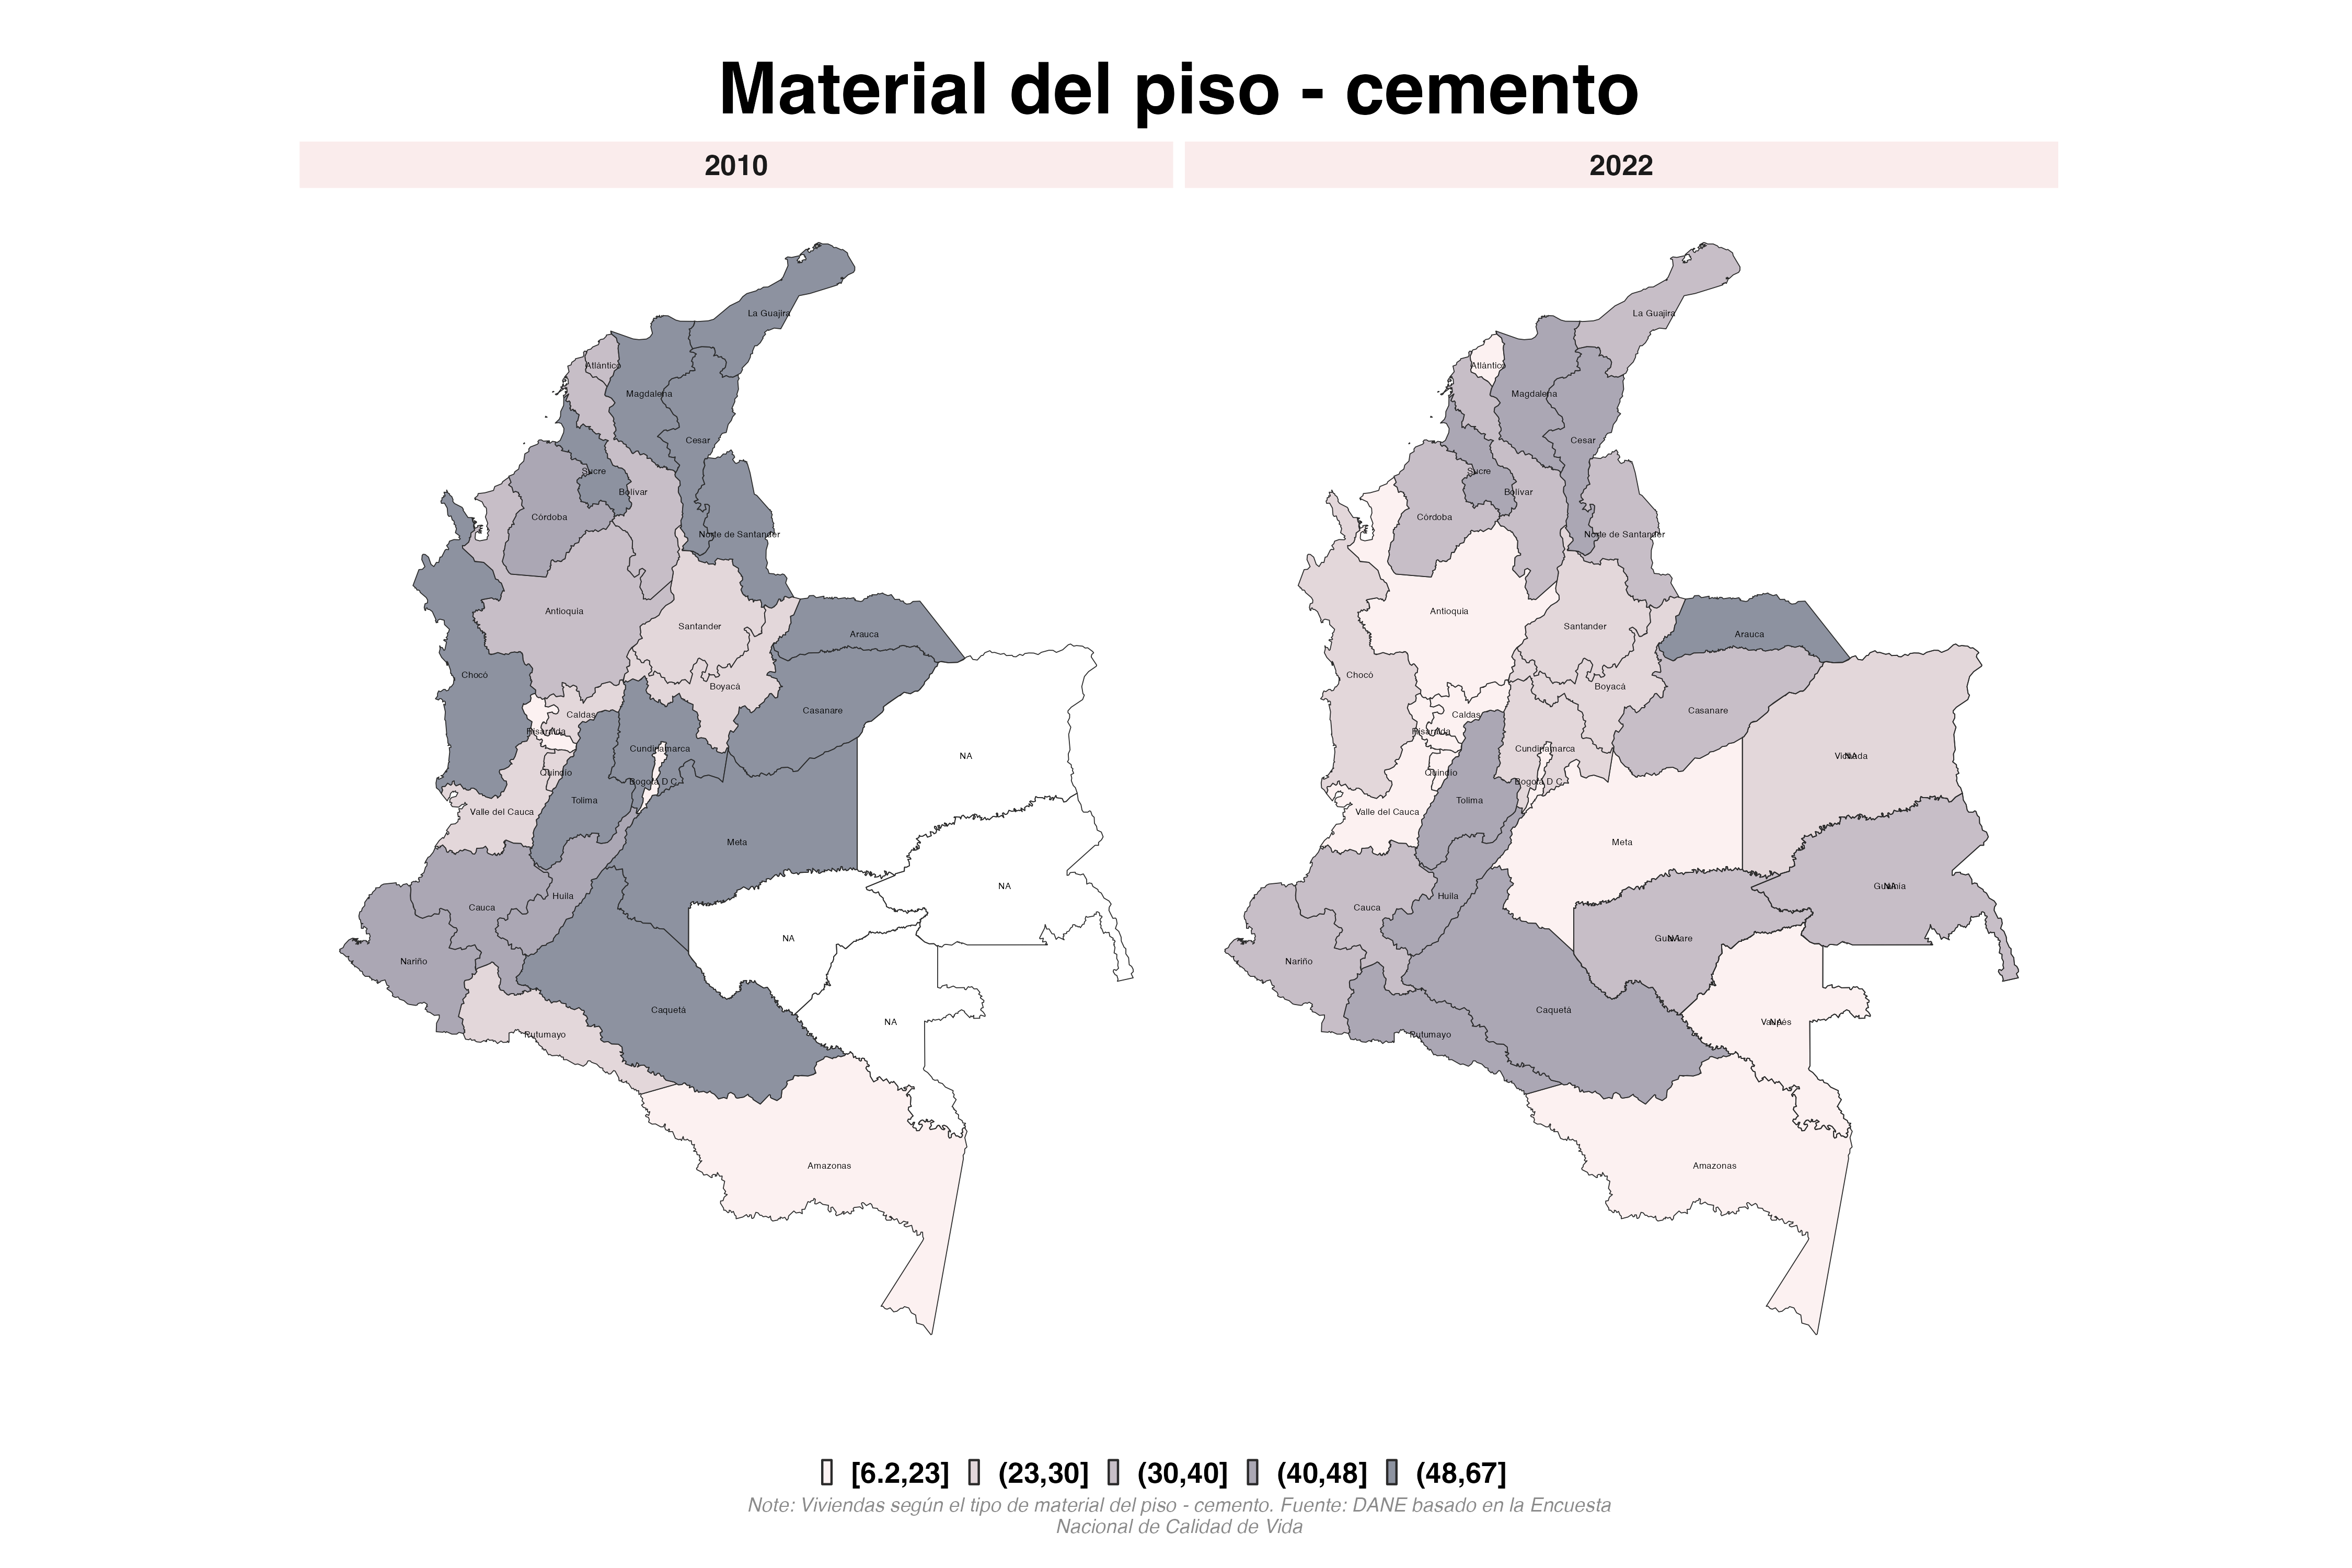 Material del piso - cemento
2010
2022
La Guajira
Atlántico
Magdalena
Cesar
Sucre
Bolívar
Córdoba
Norte de Santander
Antioquia
Santander
Arauca
Chocó
Boyacá
Casanare
Caldas
Risaralda
Cundinamarca
NA
Quindío
Bogotá D.C.
Tolima
Valle del Cauca
Meta
NA
Huila
Cauca
NA
Nariño
Caquetá
NA
Putumayo
Amazonas
La Guajira
Atlántico
Magdalena
Cesar
Sucre
Bolívar
Córdoba
Norte de Santander
Antioquia
Santander
Arauca
Chocó
Boyacá
Casanare
Caldas
Risaralda
Cundinamarca
Vichada
NA
Quindío
Bogotá D.C.
Tolima
Valle del Cauca
Meta
Guainía
NA
Huila
Cauca
Guaviare
NA
Nariño
Caquetá
Vaupés
NA
Putumayo
Amazonas
[6.2,23] (23,30] (30,40] (40,48] (48,67]
Note: Viviendas según el tipo de material del piso - cemento. Fuente: DANE basado en la Encuesta
Nacional de Calidad de Vida